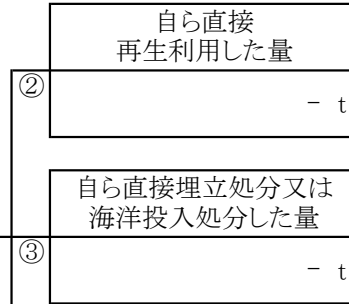 自ら直接
再生利用した量
②
－ t
自ら直接埋立処分又は
海洋投入処分した量
③
－ t